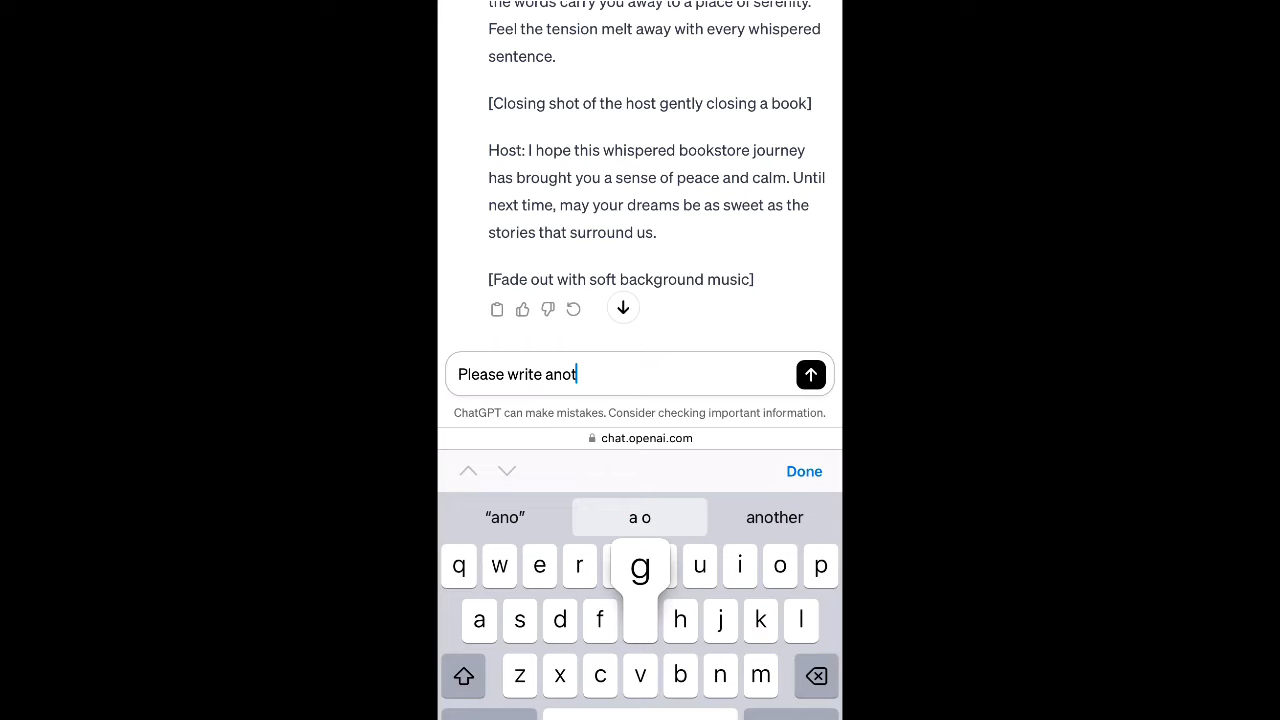 the words carry you away to a place of serenity.
Feel the tension melt away with every whispered
sentence.
[Closing shot of the host gently closing a book]
Host: I hope this whispered bookstore journey
has brought you a sense of peace and calm. Until
next time, may your dreams be as sweet as the
stories that surround us.
[Fade out with soft background music]
Please write anot
ChatGPT can make mistakes. Consider checking important information.
chat.openai.com
Done
“ano” a o another
q w e r g u i o p
a s d f h j k l
z x c v b n m